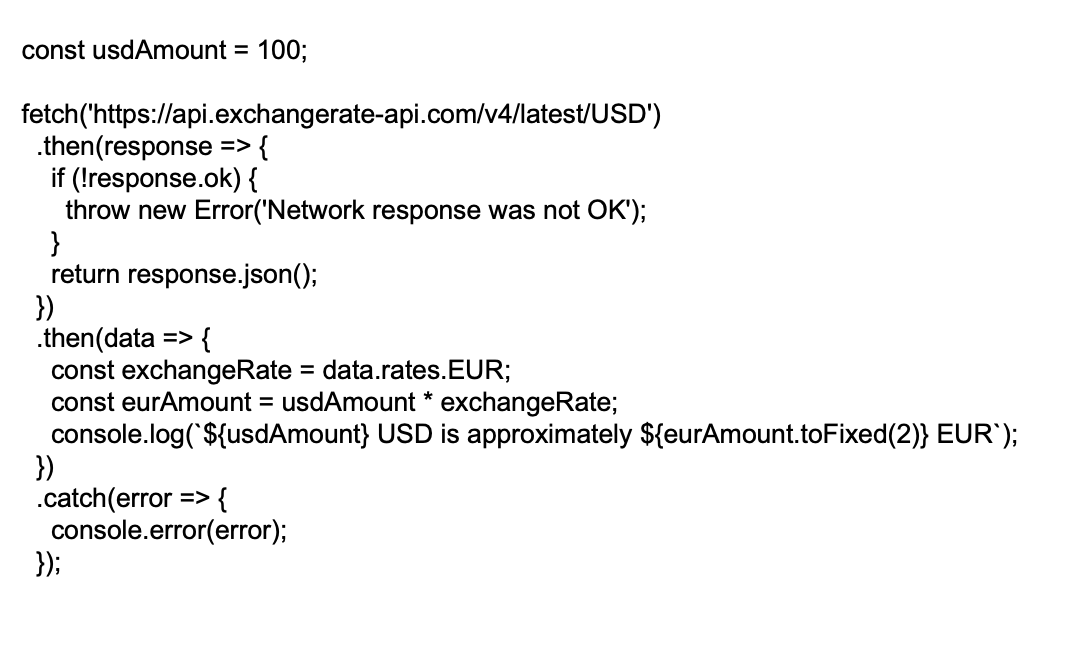 const usdAmount = 100;

fetch('https://api.exchangerate-api.com/v4/latest/USD')
  .then(response => {
    if (!response.ok) {
      throw new Error('Network response was not OK');
    }
    return response.json();
  })
  .then(data => {
    const exchangeRate = data.rates.EUR;
    const eurAmount = usdAmount * exchangeRate;
    console.log(`${usdAmount} USD is approximately ${eurAmount.toFixed(2)} EUR`);
  })
  .catch(error => {
    console.error(error);
  });